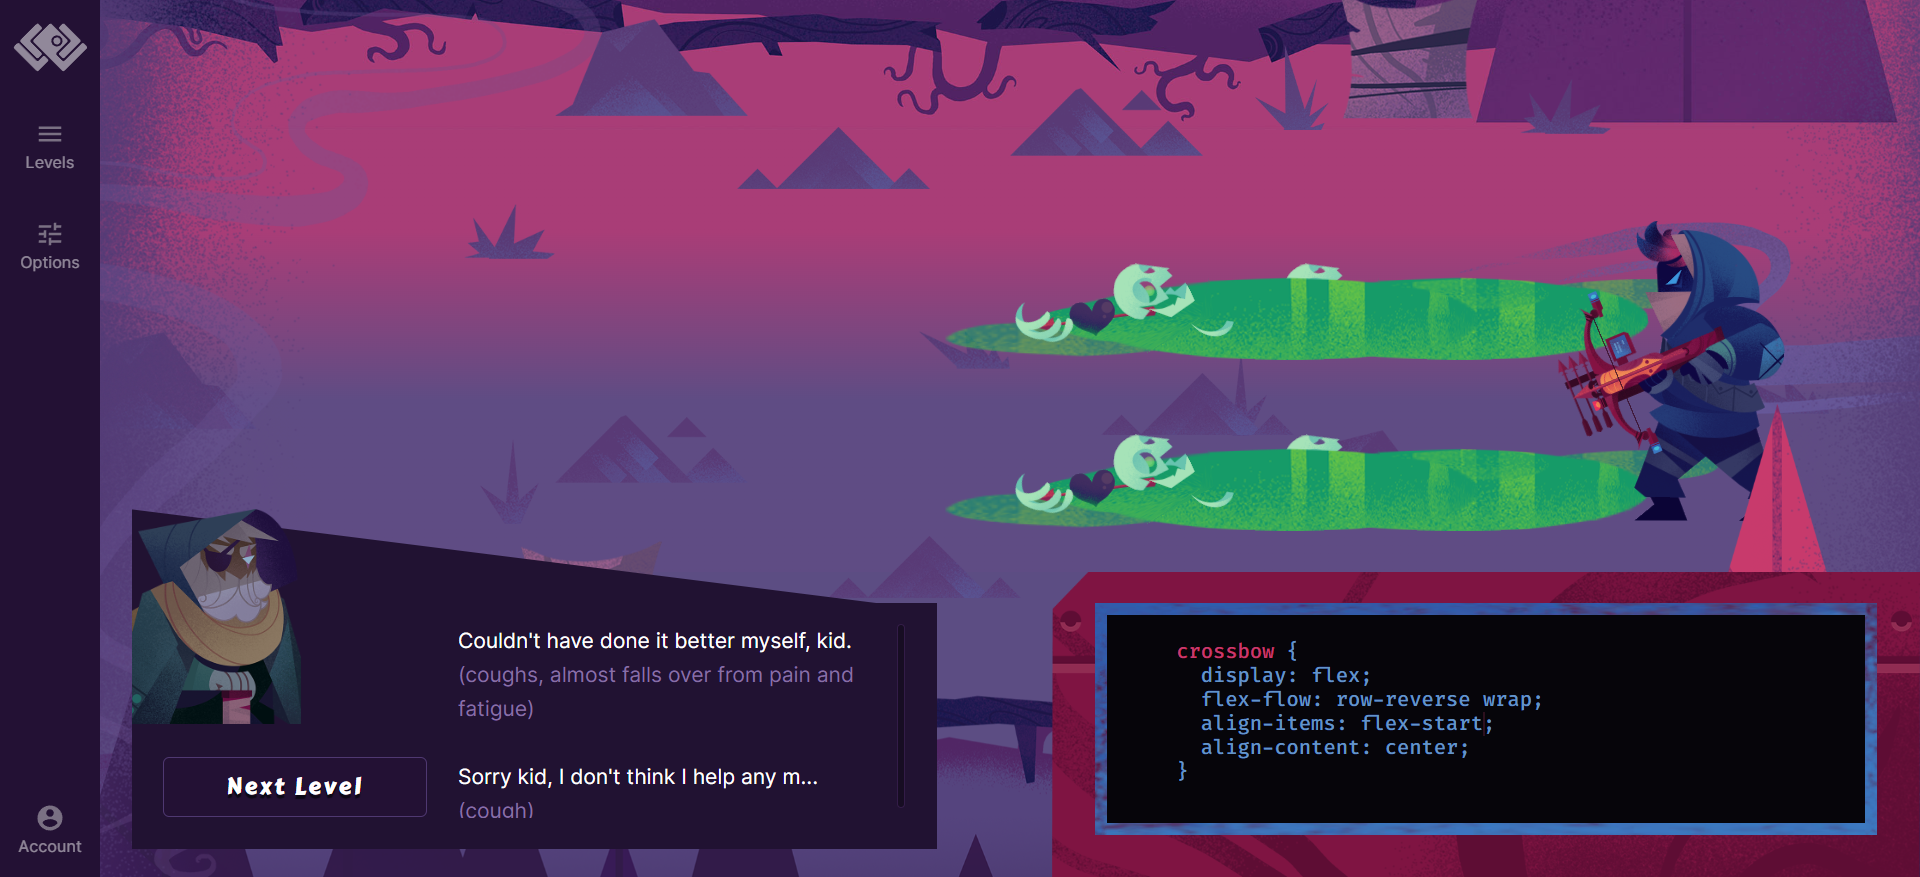 Levels
Options
Account
Couldn't have done it better myself, kid.
(coughs, almost falls over from pain and
fatigue)
Sorry kid, I don't think I help any m...
(cough)
Next Level
crossbow {
display: flex;
flex-flow: row-reverse wrap;
align-items: flex-start;
align-content: center;
}